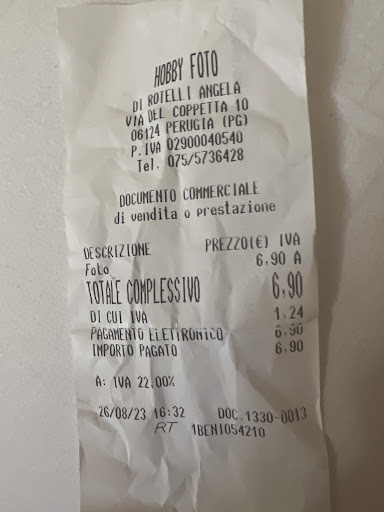 HOBBY FOTO
DI ROTELLI ANGELA
VIA DEL COPPETTA 10
06124 PERUGIA (PG)
P.IVA 02900040540
Tel. 075/5736428
DOCUMENTO COMMERCIALE
di vendita o prestazione
DESCRIZIONE PREZZO(€) IVA
Foto 6,90 A
TOTALE COMPLESSIVO 6,90
DI CUI IVA 1,24
PAGAMENTO ELETTRONICO 6,90
IMPORTO PAGATO 6,90
A: IVA 22,00%
26/08/23 16:32 DOC.1330-0013
RT 1BENI054210